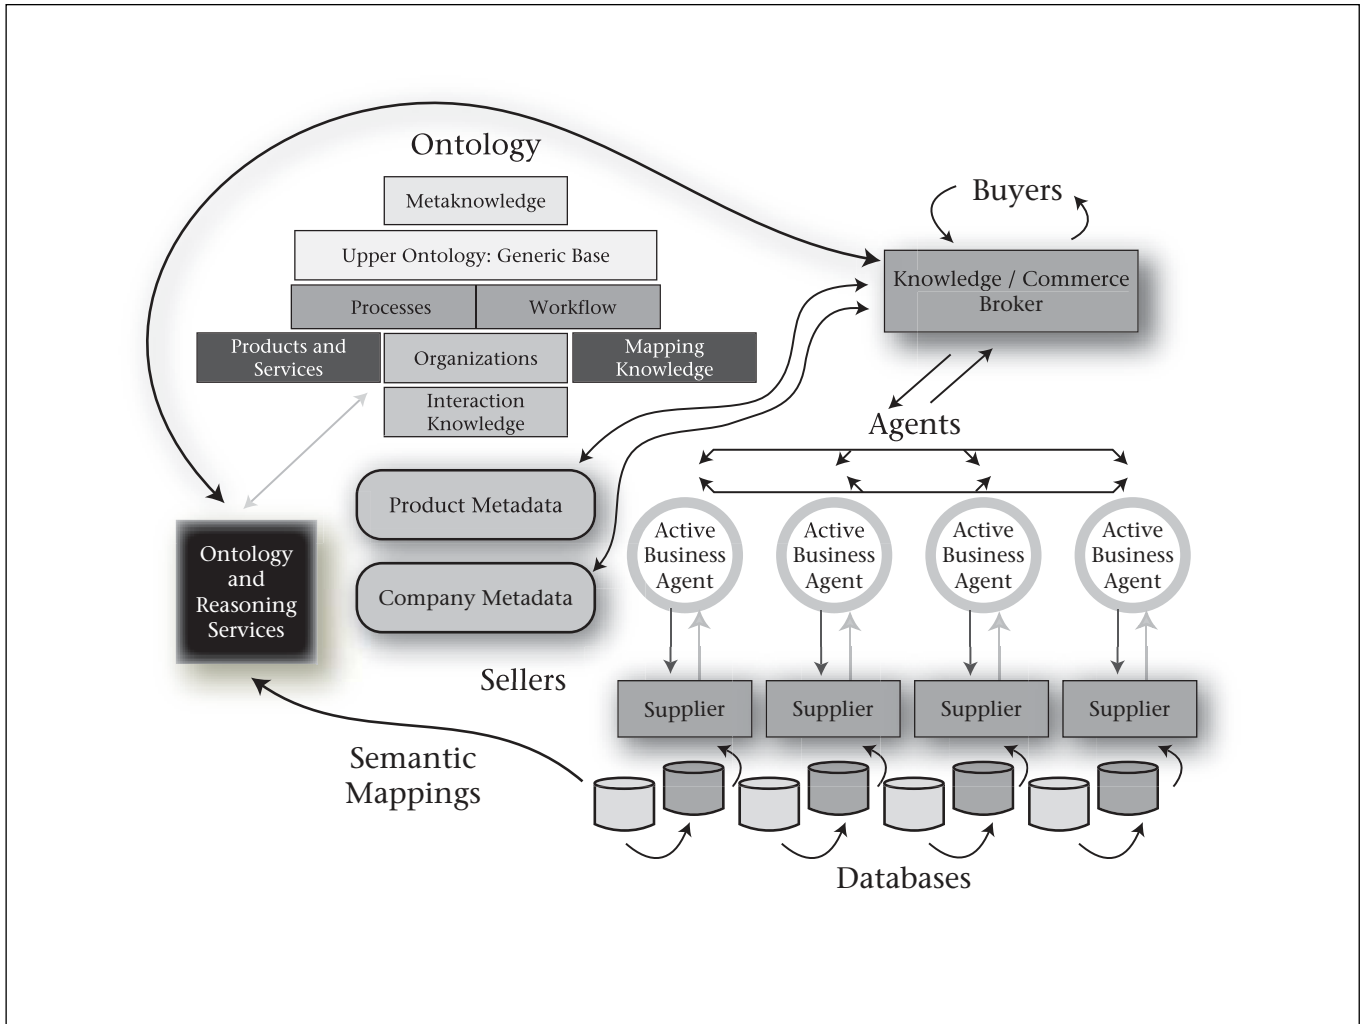 Ontology
Metaknowledge
Upper Ontology: Generic Base
Processes
Workflow
Products and
Services
Organizations
Mapping
Knowledge
Interaction
Knowledge
Buyers
Knowledge / Commerce
Broker
Agents
Product Metadata
Company Metadata
Ontology
and
Reasoning
Services
Active
Business
Agent
Active
Business
Agent
Active
Business
Agent
Active
Business
Agent
Sellers
Supplier
Supplier
Supplier
Supplier
Semantic
Mappings
Databases